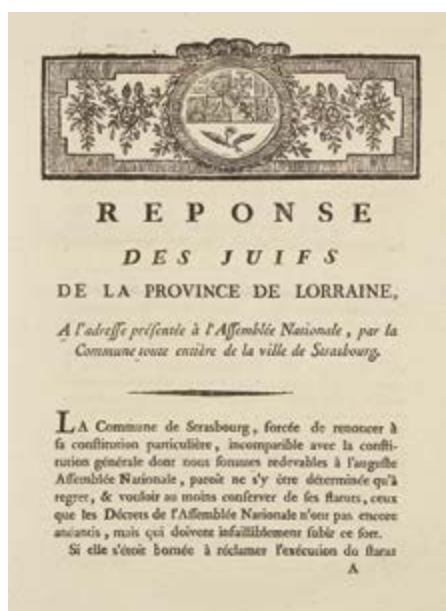 REPONSE
DES JUIFS
DE LA PROVINCE DE LORRAINE,
A l'adresse présentée à l'Assemblée Nationale, par la
Commune toute entière de la ville de Strasbourg.
LA Commune de Strasbourg, forcée de renoncer à
sa constitution particulière, incompatible avec la consti-
tution générale dont nous sommes redevables à l'auguste
Assemblée Nationale, paroit ne s'y être déterminée qu'à
regret, & vouloir au moins conserver de ses statuts, ceux
que les Décrets de l'Assemblée Nationale n'ont pas encore
anéantis, mais qui doivent infailliblement subir ce sort.
Si elle s'étoit bornée à réclamer l'exécution du statut
A